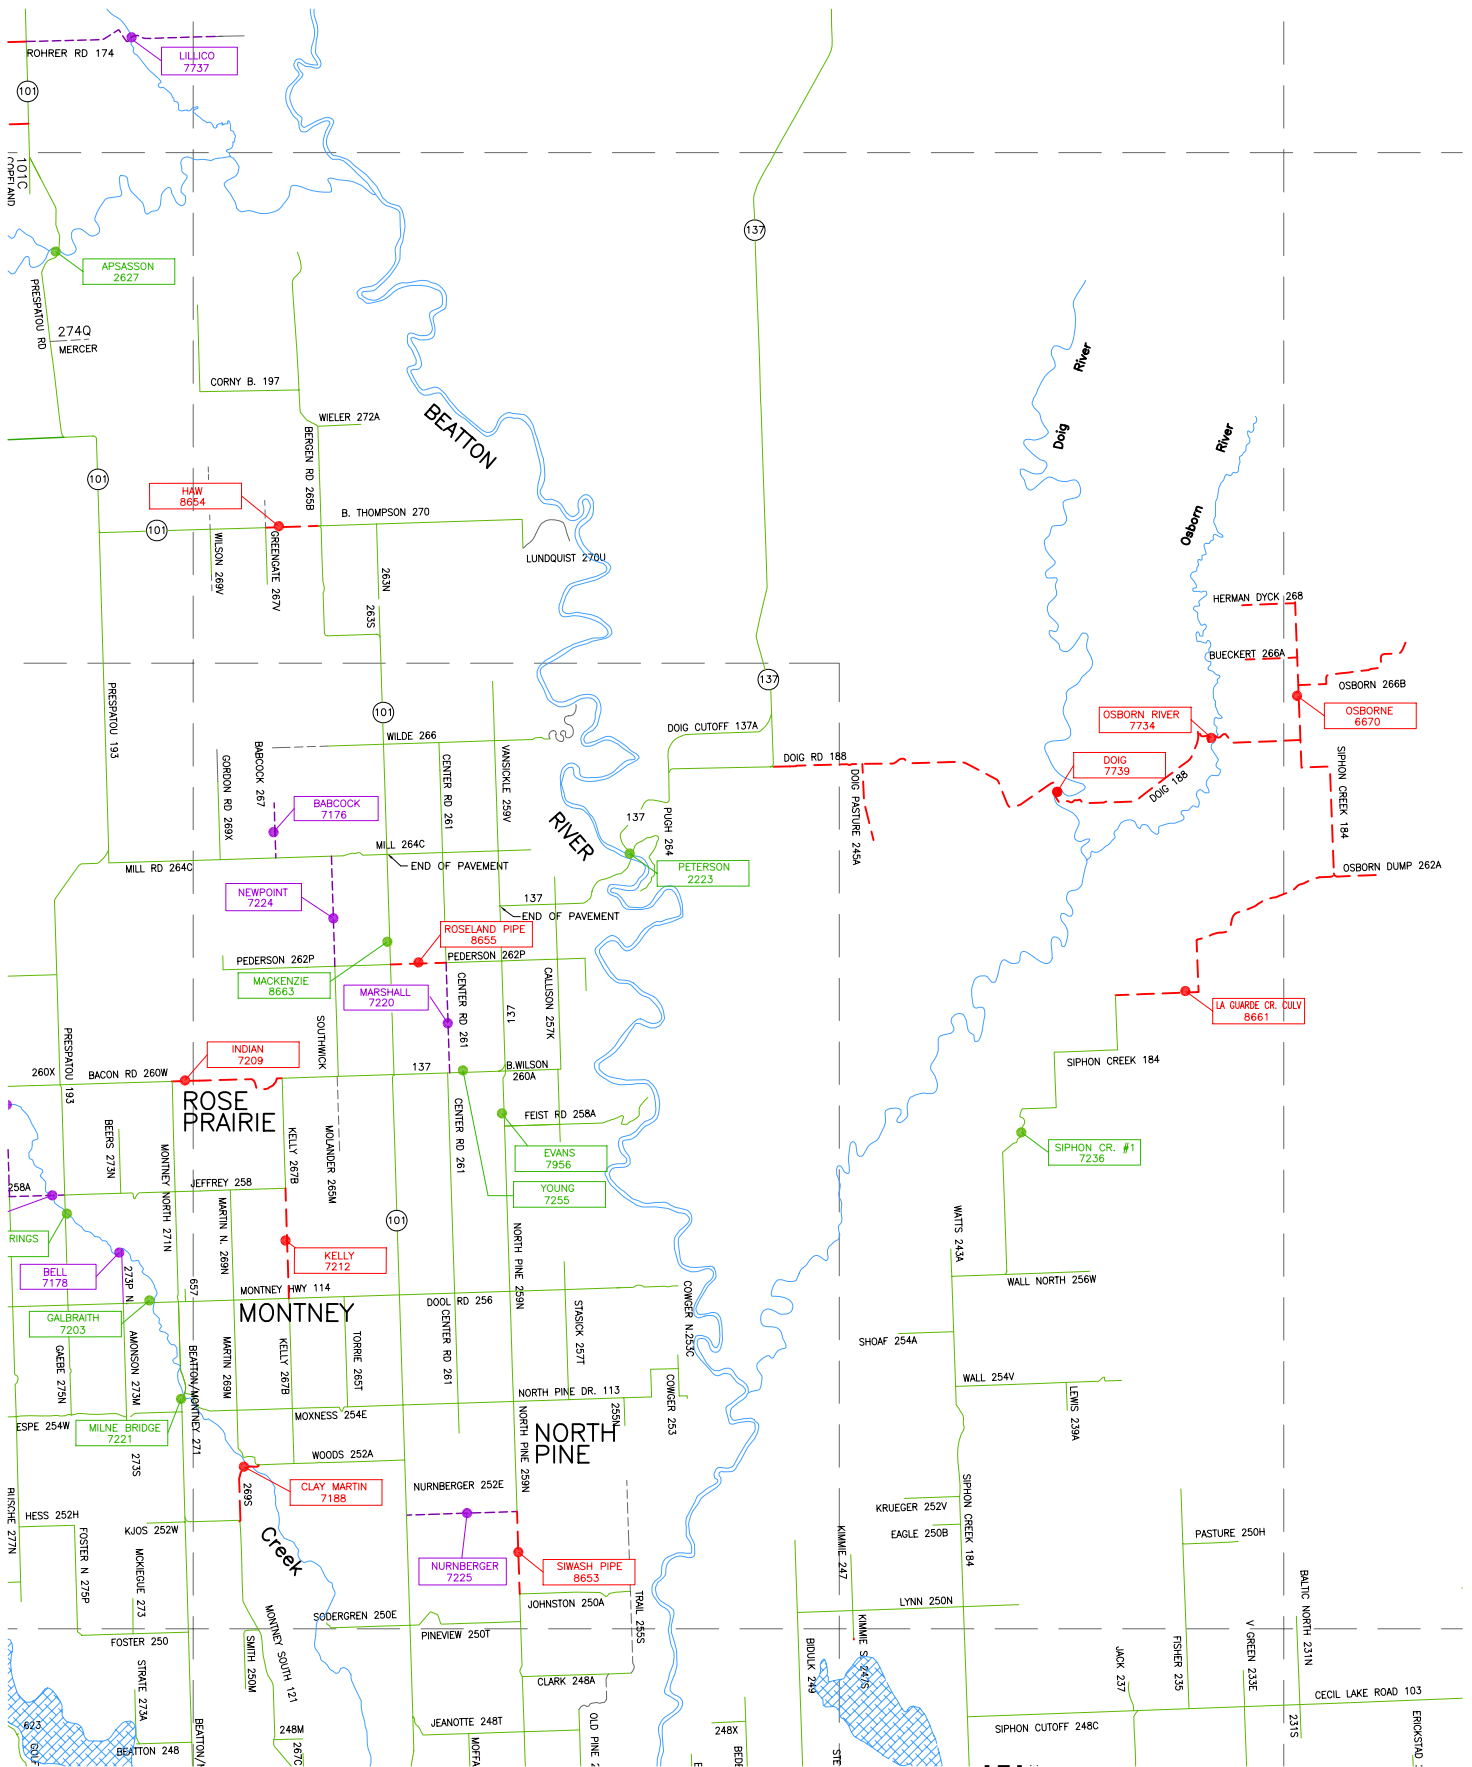 ROHRER RD 174
LILLICO
7737
101
101C
COPELAND
137
APSASSON
2627
PRESPATOU RD
274Q
MERCER
River
Doig
CORNY B. 197
WIELER 272A
BEATTON
River
Osborn
BERGEN RD 265B
101
HAW
8654
B. THOMPSON 270
101
WILSON 269V
GREENGATE 267V
LUNDQUIST 270U
263N
263S
HERMAN DYCK 268
BUECKERT 266A
137
OSBORN 266B
PRESPATOU 193
101
OSBORN RIVER
7734
OSBORNE
6670
DOIG CUTOFF 137A
WILDE 266
BABCOCK 267
GORDON RD 269X
CENTER RD 261
VANSICKLE 259V
DOIG RD 188
DOIG
7739
DOIG 188
SIPHON CREEK 184
DOIG PASTURE 245A
BABCOCK
7176
RIVER
137
PUGH 264
MILL 264C
MILL RD 264C
END OF PAVEMENT
PETERSON
2223
OSBORN DUMP 262A
NEWPOINT
7224
137
END OF PAVEMENT
ROSELAND PIPE
8655
PEDERSON 262P
PEDERSON 262P
MACKENZIE
8663
MARSHALL
7220
CENTER RD 261
CALLISON 257K
137
LA GUARDE CR. CULV
8661
SOUTHWICK
PRESPATOU 193
INDIAN
7209
260X
BACON RD 260W
137
B.WILSON
260A
SIPHON CREEK 184
ROSE
PRAIRIE
FEIST RD 258A
BEERS 273N
MONTNEY NORTH 271N
KELLY 267B
MOLANDER 265M
CENTER RD 261
EVANS
7956
YOUNG
7255
SIPHON CR. #1
7236
258A
JEFFREY 258
MARTIN N. 269N
101
WATTS 243A
RINGS
KELLY
7212
NORTH PINE 259N
BELL
7178
273P N.
657
MONTNEY HWY 114
MONTNEY
DOOL RD 256
WALL NORTH 256W
COWGER N.253C
GALBRAITH
7203
GAEBE 275N
AMONSON 273M
BEATTON/MONTNEY 271
MARTIN 269M
KELLY 267B
TORRIE 265T
CENTER RD 261
STASICK 257T
SHOAF 254A
WALL 254V
LEWIS 239A
NORTH PINE DR. 113
COWGER 253
255N
MOXNESS 254E
ESPE 254W
MILNE BRIDGE
7221
NORTH
PINE
NORTH PINE 259N
273S
WOODS 252A
CLAY MARTIN
7188
269S
NURNBERGER 252E
SIPHON CREEK 184
KRUEGER 252V
EAGLE 250B
BUSCHE 277N
HESS 252H
KJOS 252W
PASTURE 250H
Creek
FOSTER N 275P
MCKIEGUE 273
NURNBERGER
7225
SIWASH PIPE
8653
KIMMIE 247
LYNN 250N
JOHNSTON 250A
TRAIL 255S
SODERGREN 250E
PINEVIEW 250T
FOSTER 250
SMITH 250M
MONTNEY SOUTH 121
KIMMIE S. 247S
BIDULK 249
JACK 237
FISHER 235
V GREEN 233E
BALTIC NORTH 231N
STRATE 273A
CLARK 248A
CECIL LAKE ROAD 103
SIPHON CUTOFF 248C
231S
ERICKSTAD
623
BEATTON 248
248M
267C
JEANOTTE 248T
MOFFA
OLD PINE 2
248X
BEDE
STE
BEATTON/